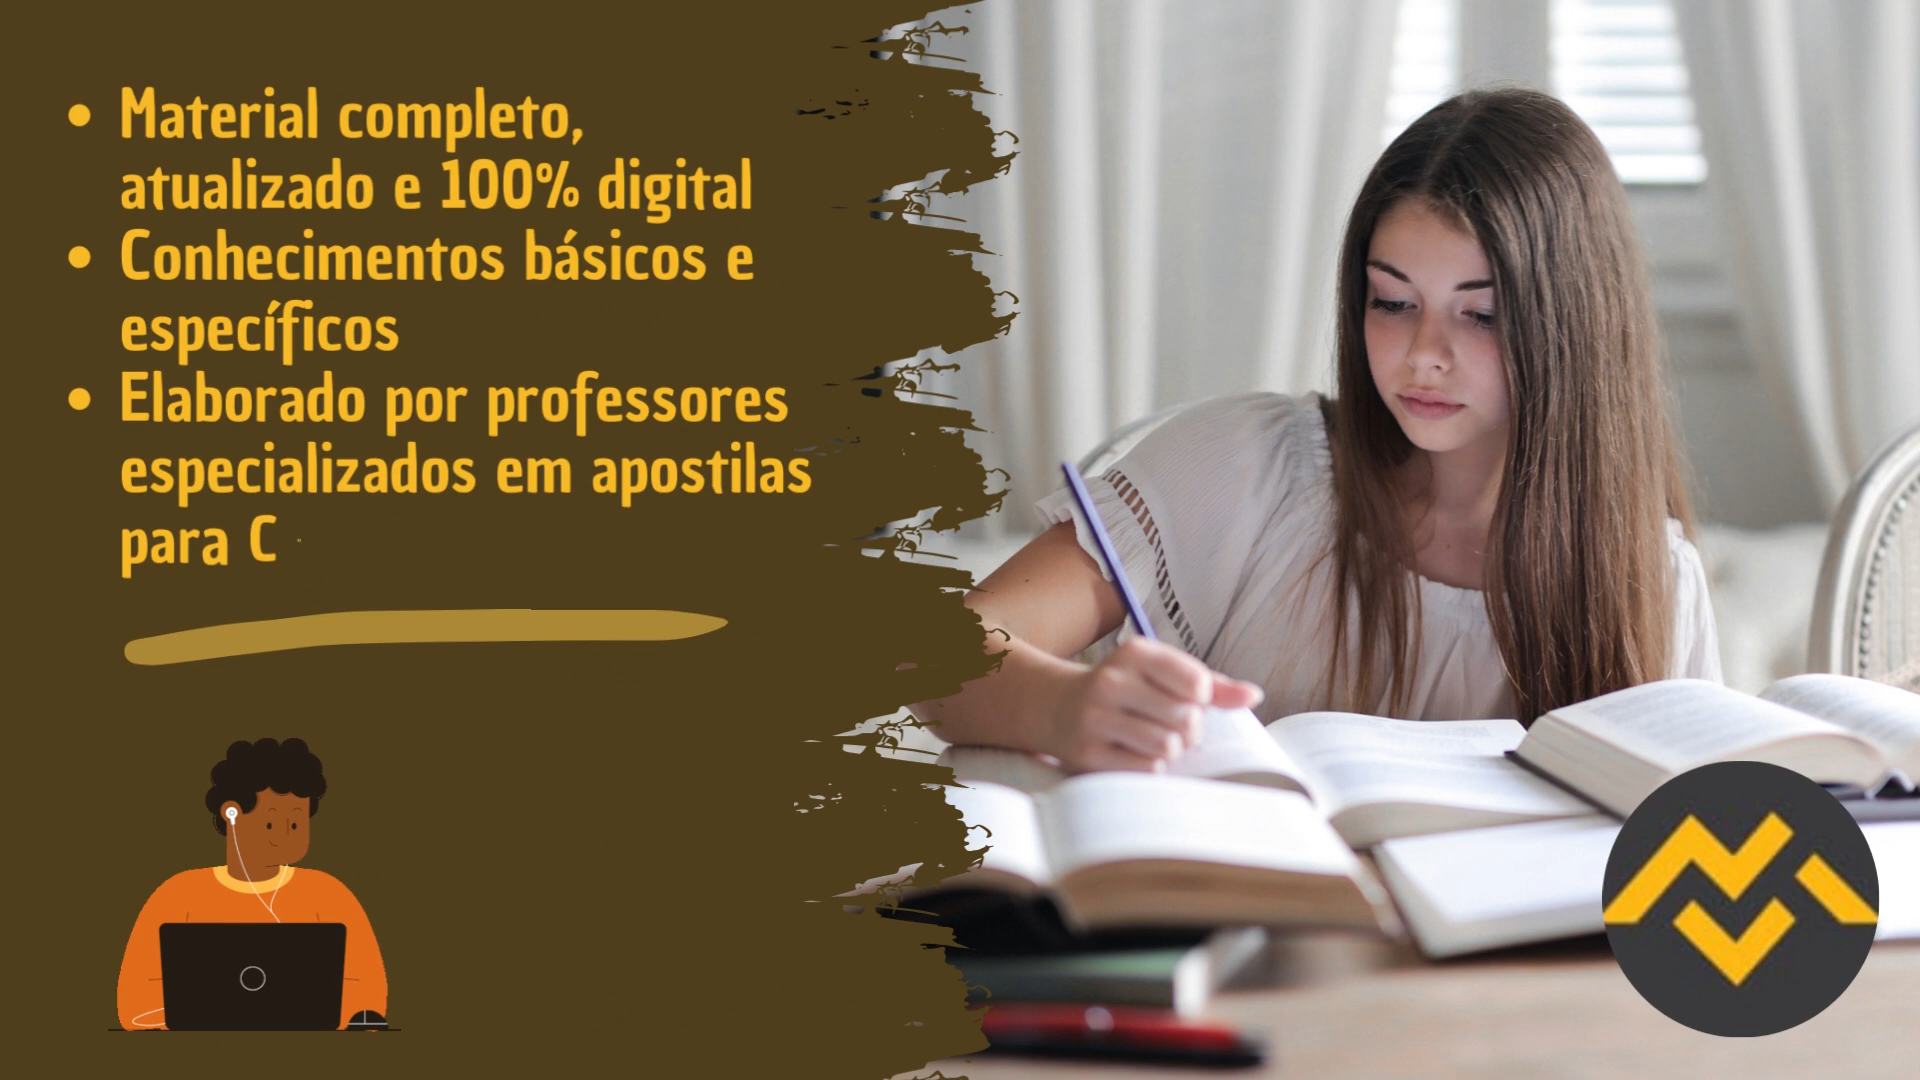 Material completo,
atualizado e 100% digital
Conhecimentos básicos e
específicos
Elaborado por professores
especializados em apostilas
para C